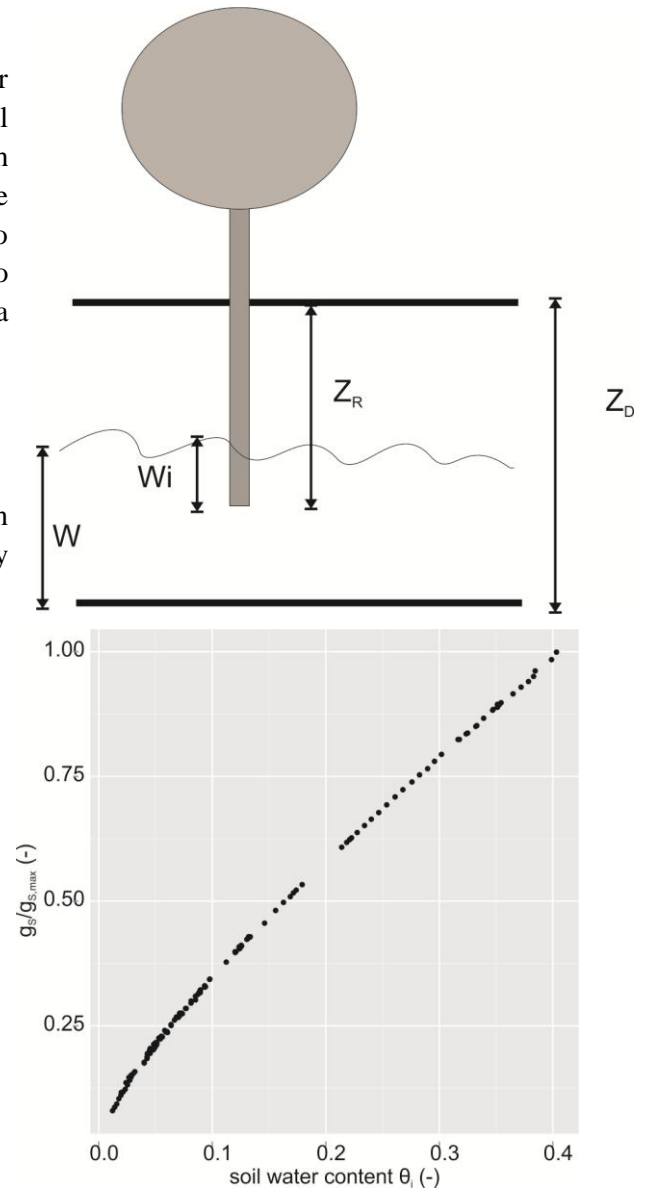 r
l
n
e
o
o
a
Z_R
Z_D
Wi
W
n
y
1.00
0.75
0.50
0.25
g_S/g_S,max (-)
0.0 0.1 0.2 0.3 0.4
soil water content θ_i (-)